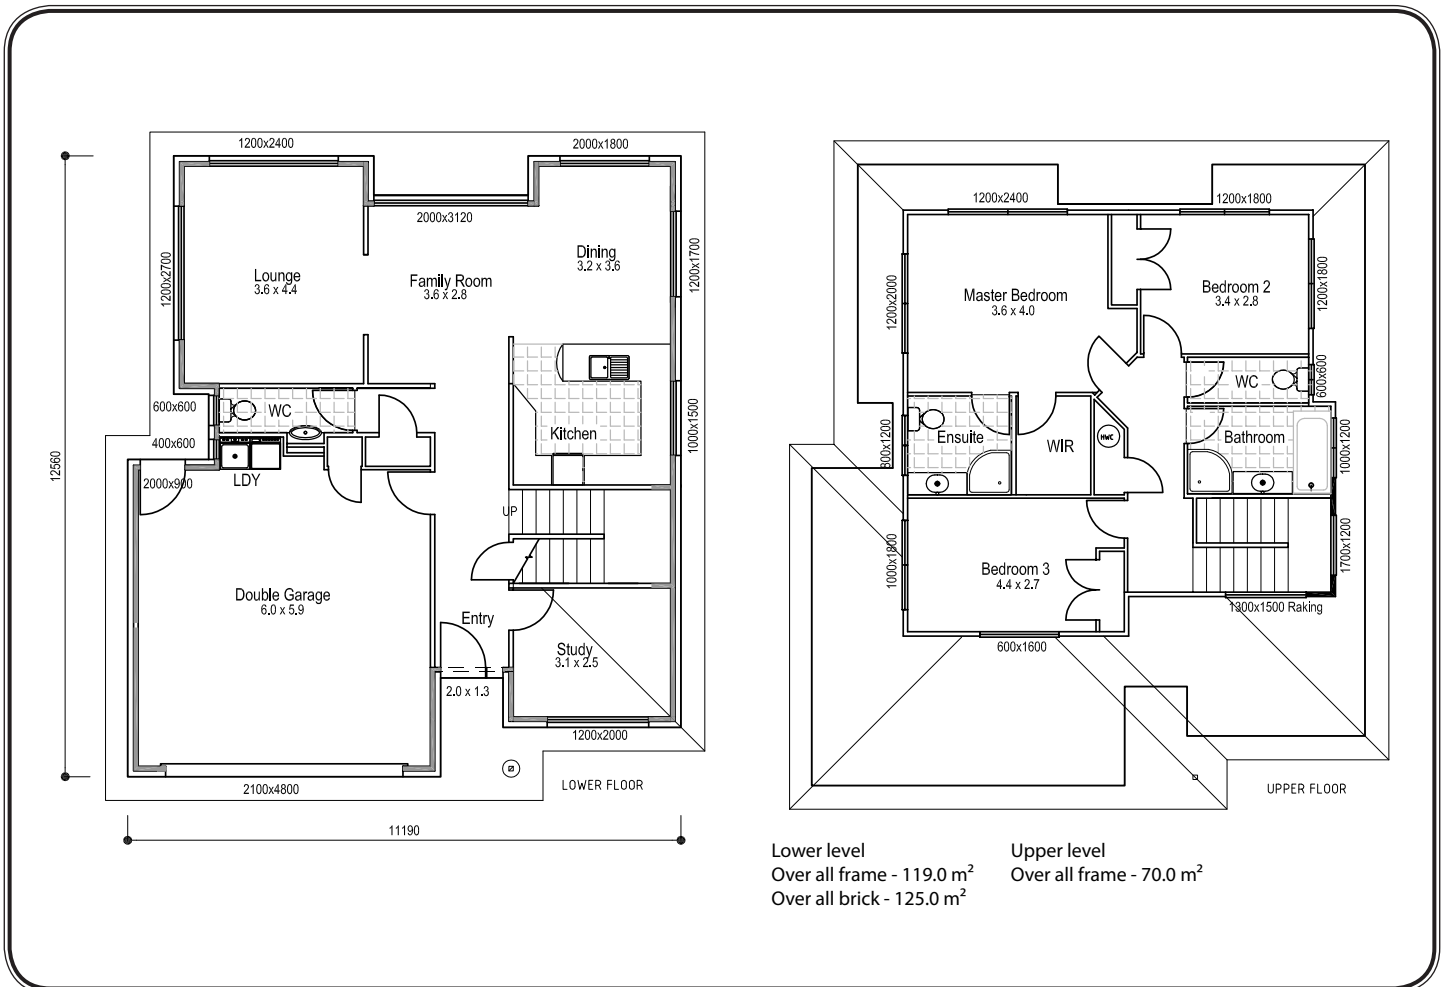 1200x2400
2000x1800
2000x3120
1200x2700
1200x1700
Dining
3.2 x 3.6
Lounge
3.6 x 4.4
Family Room
3.6 x 2.8
600x600
WC
400x600
Kitchen
1000x1500
12560
2000x900
LDY
UP
Double Garage
6.0 x 5.9
Entry
Study
3.1 x 2.5
2.0 x 1.3
1200x2000
2100x4800
LOWER FLOOR
11190
1200x2400
1200x1800
1200x2000
Master Bedroom
3.6 x 4.0
Bedroom 2
3.4 x 2.8
1200x1800
WC
600x600
800x1200
Ensuite
WIR
HWC
Bathroom
1000x1200
1000x1800
Bedroom 3
4.4 x 2.7
1700x1200
1300x1500 Raking
600x1600
UPPER FLOOR
Lower level
Over all frame - 119.0 m²
Over all brick - 125.0 m²
Upper level
Over all frame - 70.0 m²